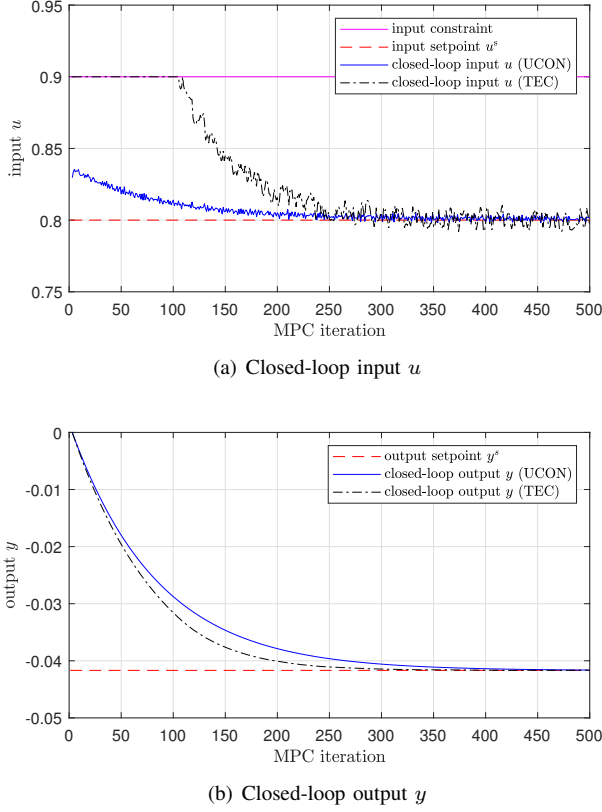 input constraint
input setpoint uˢ
closed-loop input u (UCON)
closed-loop input u (TEC)
0.95
0.9
0.85
0.8
0.75
input u
0 50 100 150 200 250 300 350 400 450 500
MPC iteration
(a) Closed-loop input u
output setpoint yˢ
closed-loop output y (UCON)
closed-loop output y (TEC)
0
-0.01
-0.02
-0.03
-0.04
-0.05
output y
0 50 100 150 200 250 300 350 400 450 500
MPC iteration
(b) Closed-loop output y